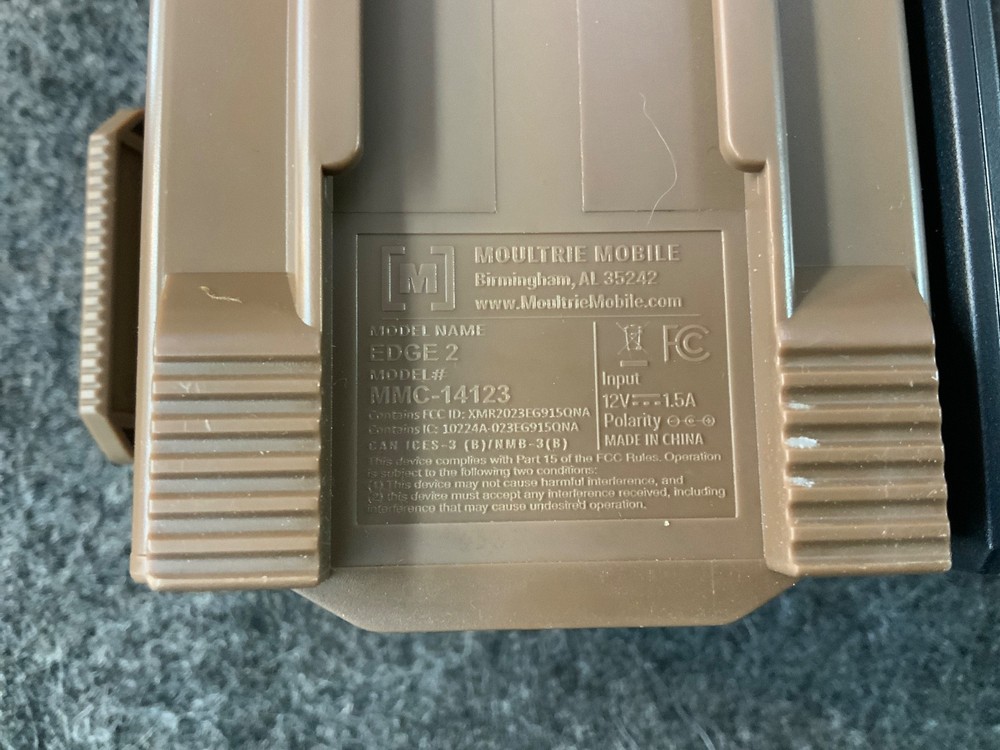 [M]
MOULTRIE MOBILE
Birmingham, AL 35242
www.MoultrieMobile.com
MODEL NAME
EDGE 2
MODEL#
MMC-14123
Contains FCC ID: XMR2023EG915QNA
Contains IC: 10224A-023EG915QNA
CAN ICES-3 (B)/NMB-3(B)
FC
Input
12V 1.5A
Polarity
MADE IN CHINA
This device complies with Part 15 of the FCC Rules. Operation
is subject to the following two conditions:
(1) This device may not cause harmful interference, and
(2) this device must accept any interference received, including
interference that may cause undesired operation.